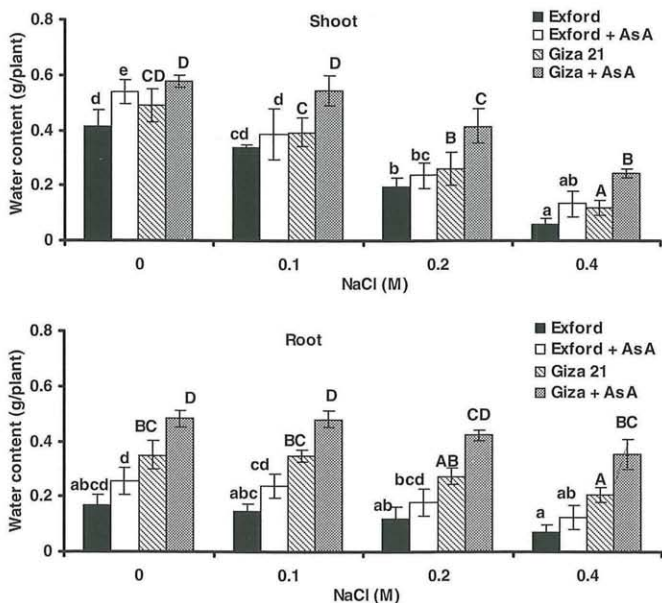 Shoot
Exford
Exford + AsA
Giza 21
Giza + AsA
Water content (g/plant)
0.8
0.6
0.4
0.2
0
d e CD D
cd d C D
b bc B C
a ab A B
0 0.1 0.2 0.4
NaCl (M)
Root
Exford
Exford + AsA
Giza 21
Giza + AsA
Water content (g/plant)
0.8
0.6
0.4
0.2
0
abcd d BC D
abc cd BC D
ab bcd AB CD
a ab A BC
0 0.1 0.2 0.4
NaCl (M)